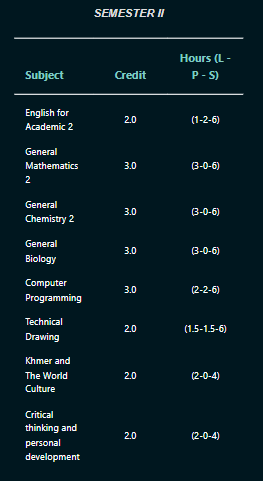 SEMESTER II
Hours (L -
Subject Credit P - S)
English for
Academic 2 2.0 (1-2-6)
General
Mathematics 3.0 (3-0-6)
2
General
Chemistry 2 3.0 (3-0-6)
General
Biology 3.0 (3-0-6)
Computer
Programming 3.0 (2-2-6)
Technical
Drawing 2.0 (1.5-1.5-6)
Khmer and
The World 2.0 (2-0-4)
Culture
Critical
thinking and
personal 2.0 (2-0-4)
development